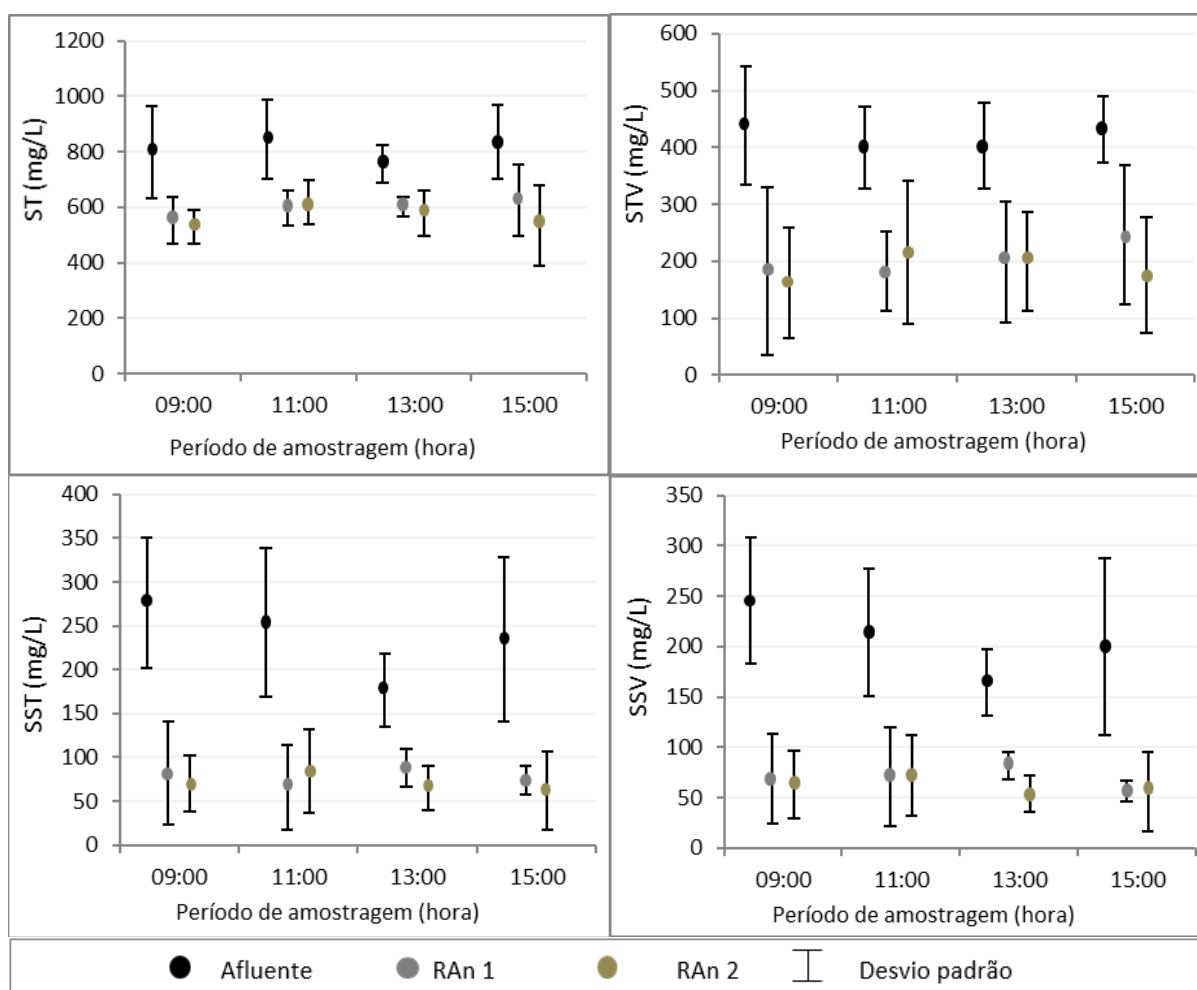 1200
1000
800
600
400
200
0
ST (mg/L)
09:00 11:00 13:00 15:00
Período de amostragem (hora)
600
500
400
300
200
100
0
STV (mg/L)
09:00 11:00 13:00 15:00
Período de amostragem (hora)
400
350
300
250
200
150
100
50
0
SST (mg/L)
09:00 11:00 13:00 15:00
Período de amostragem (hora)
350
300
250
200
150
100
50
0
SSV (mg/L)
09:00 11:00 13:00 15:00
Período de amostragem (hora)
Afluente RAn 1 RAn 2 Desvio padrão